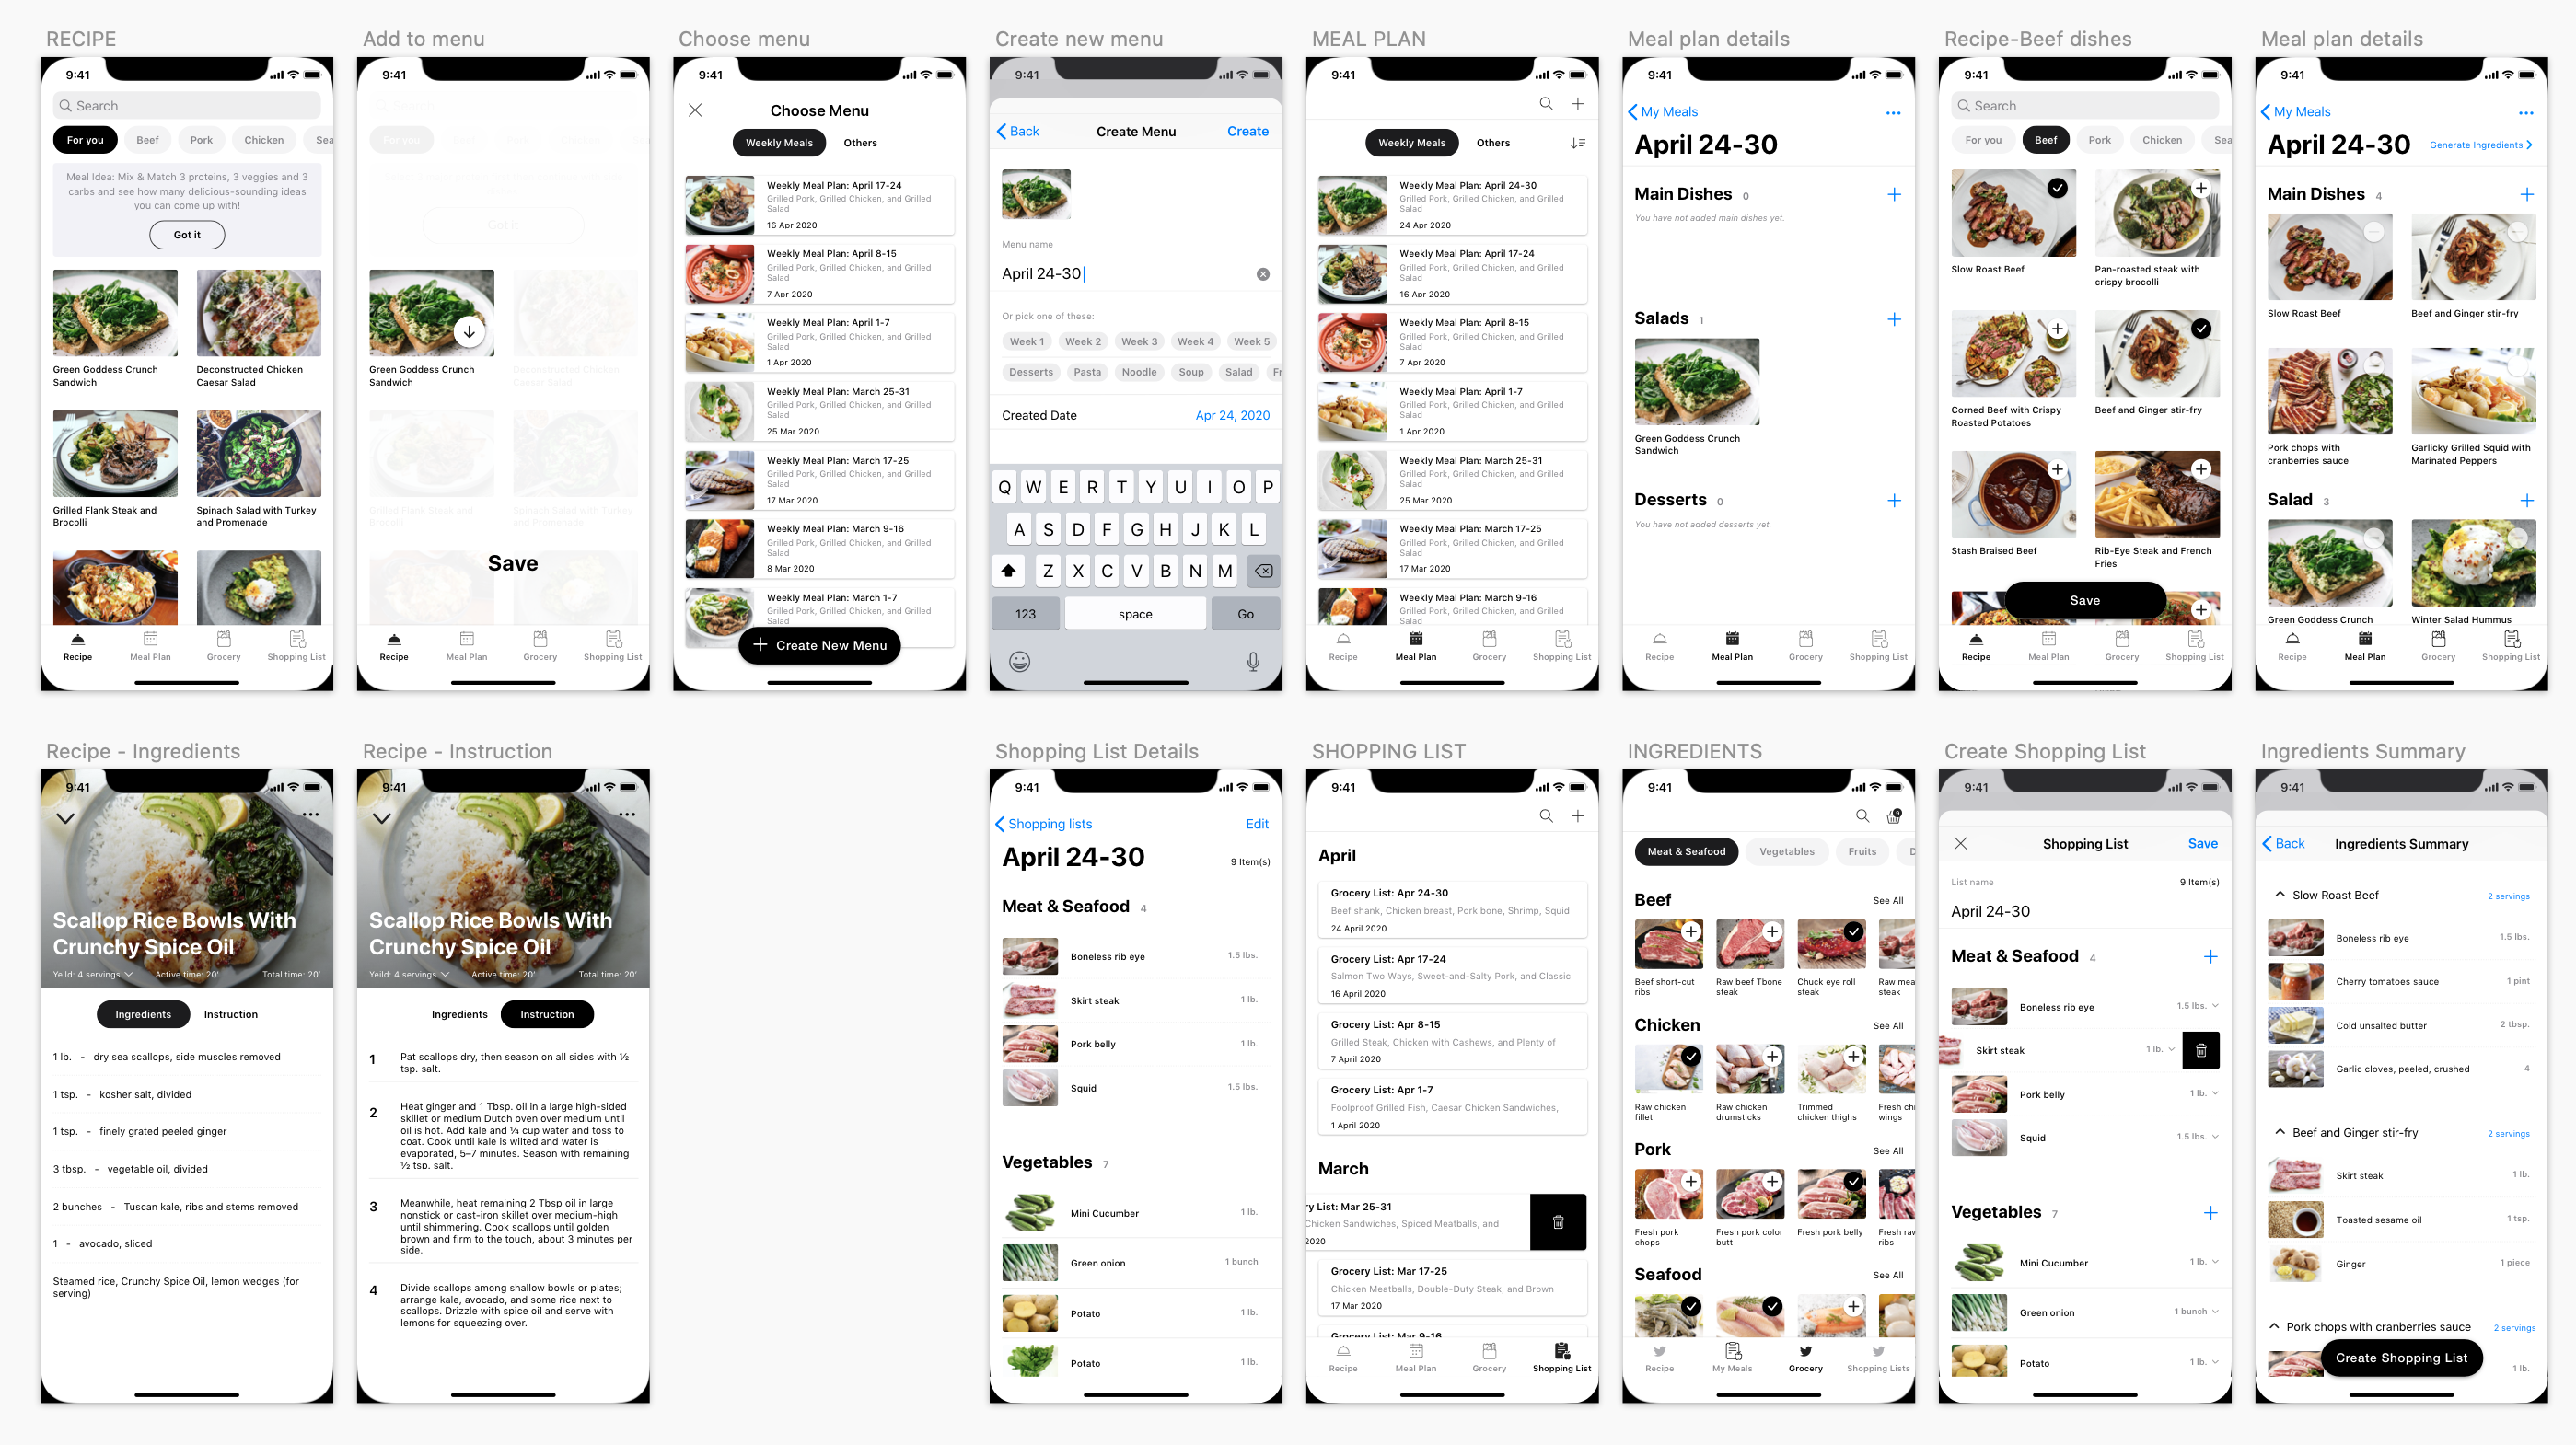 RECIPE
9:41
Search
For you Beef Pork Chicken Sea
Meal Idea: Mix & Match 3 proteins, 3 veggies and 3
carbs and see how many delicious-sounding ideas
you can come up with!
Got it
Green Goddess Crunch
Sandwich
Deconstructed Chicken
Caesar Salad
Grilled Flank Steak and
Brocolli
Spinach Salad with Turkey
and Promenade
Recipe Meal Plan Grocery Shopping List
Add to menu
9:41
Search
For you
Got it
Green Goddess Crunch
Sandwich
Deconstructed Chicken
Caesar Salad
Grilled Flank Steak and
Brocolli
Spinach Salad with Turkey
and Promenade
Save
Recipe Meal Plan Grocery Shopping List
Choose menu
9:41
Choose Menu
Weekly Meals Others
Weekly Meal Plan: April 17-24
Grilled Pork, Grilled Chicken, and Grilled
Salad
16 Apr 2020
Weekly Meal Plan: April 8-15
Grilled Pork, Grilled Chicken, and Grilled
Salad
7 Apr 2020
Weekly Meal Plan: April 1-7
Grilled Pork, Grilled Chicken, and Grilled
Salad
1 Apr 2020
Weekly Meal Plan: March 25-31
Grilled Pork, Grilled Chicken, and Grilled
Salad
25 Mar 2020
Weekly Meal Plan: March 17-25
Grilled Pork, Grilled Chicken, and Grilled
Salad
17 Mar 2020
Weekly Meal Plan: March 9-16
Grilled Pork, Grilled Chicken, and Grilled
Salad
8 Mar 2020
Weekly Meal Plan: March 1-7
Grilled Pork, Grilled Chicken, and Grilled
Salad
Create New Menu
Create new menu
9:41
Back Create Menu Create
Menu name
April 24-30
Or pick one of these:
Week 1 Week 2 Week 3 Week 4 Week 5
Desserts Pasta Noodle Soup Salad Fr
Created Date Apr 24, 2020
Q W E R T Y U I O P
A S D F G H J K L
Z X C V B N M
123 space Go
MEAL PLAN
9:41
Weekly Meals Others
Weekly Meal Plan: April 24-30
Grilled Pork, Grilled Chicken, and Grilled
Salad
24 Apr 2020
Weekly Meal Plan: April 17-24
Grilled Pork, Grilled Chicken, and Grilled
Salad
16 Apr 2020
Weekly Meal Plan: April 8-15
Grilled Pork, Grilled Chicken, and Grilled
Salad
7 Apr 2020
Weekly Meal Plan: April 1-7
Grilled Pork, Grilled Chicken, and Grilled
Salad
1 Apr 2020
Weekly Meal Plan: March 25-31
Grilled Pork, Grilled Chicken, and Grilled
Salad
25 Mar 2020
Weekly Meal Plan: March 17-25
Grilled Pork, Grilled Chicken, and Grilled
Salad
17 Mar 2020
Weekly Meal Plan: March 9-16
Grilled Pork, Grilled Chicken, and Grilled
Salad
Recipe Meal Plan Grocery Shopping List
Meal plan details
9:41
My Meals
April 24-30
Main Dishes 0
You have not added main dishes yet.
Salads 1
Green Goddess Crunch
Sandwich
Desserts 0
You have not added desserts yet.
Recipe Meal Plan Grocery Shopping List
Recipe-Beef dishes
9:41
Search
For you Beef Pork Chicken Sea
Slow Roast Beef
Pan-roasted steak with
crispy brocolli
Corned Beef with Crispy
Roasted Potatoes
Beef and Ginger stir-fry
Stash Braised Beef
Rib-Eye Steak and French
Fries
Save
Recipe Meal Plan Grocery Shopping List
Meal plan details
9:41
My Meals
April 24-30 Generate Ingredients
Main Dishes 4
Slow Roast Beef
Beef and Ginger stir-fry
Pork chops with
cranberries sauce
Garlicky Grilled Squid with
Marinated Peppers
Salad 3
Green Goddess Crunch
Winter Salad Hummus
Recipe Meal Plan Grocery Shopping List
Recipe - Ingredients
9:41
Scallop Rice Bowls With
Crunchy Spice Oil
Yeild: 4 servings Active time: 20' Total time: 20'
Ingredients Instruction
1 lb. - dry sea scallops, side muscles removed
1 tsp. - kosher salt, divided
1 tsp. - finely grated peeled ginger
3 tbsp. - vegetable oil, divided
2 bunches - Tuscan kale, ribs and stems removed
1 - avocado, sliced
Steamed rice, Crunchy Spice Oil, lemon wedges (for
serving)
Recipe - Instruction
9:41
Scallop Rice Bowls With
Crunchy Spice Oil
Yeild: 4 servings Active time: 20' Total time: 20'
Ingredients Instruction
1 Pat scallops dry, then season on all sides with ½
tsp. salt.
2 Heat ginger and 1 Tbsp. oil in a large high-sided
skillet or medium Dutch oven over medium until
oil is hot. Add kale and ¼ cup water and toss to
coat. Cook until kale is wilted and water is
evaporated, 5–7 minutes. Season with remaining
½ tsp. salt.
3 Meanwhile, heat remaining 2 Tbsp oil in large
nonstick or cast-iron skillet over medium-high
until shimmering. Cook scallops until golden
brown and firm to the touch, about 3 minutes per
side.
4 Divide scallops among shallow bowls or plates;
arrange kale, avocado, and some rice next to
scallops. Drizzle with spice oil and serve with
lemons for squeezing over.
Shopping List Details
9:41
Shopping lists Edit
April 24-30 9 Item(s)
Meat & Seafood 4
Boneless rib eye 1.5 lbs.
Skirt steak 1 lb.
Pork belly 1 lb.
Squid 1.5 lbs.
Vegetables 7
Mini Cucumber 1 lb.
Green onion 1 bunch
Potato 1 lb.
Potato 1 lb.
SHOPPING LIST
9:41
April
Grocery List: Apr 24-30
Beef shank, Chicken breast, Pork bone, Shrimp, Squid
24 April 2020
Grocery List: Apr 17-24
Salmon Two Ways, Sweet-and-Salty Pork, and Classic
16 April 2020
Grocery List: Apr 8-15
Grilled Steak, Chicken with Cashews, and Plenty of
7 April 2020
Grocery List: Apr 1-7
Foolproof Grilled Fish, Caesar Chicken Sandwiches,
1 April 2020
March
ry List: Mar 25-31
Chicken Sandwiches, Spiced Meatballs, and
2020
Grocery List: Mar 17-25
Chicken Meatballs, Double-Duty Steak, and Brown
17 Mar 2020
Grocery List: Mar 9-16
Recipe Meal Plan Grocery Shopping List
INGREDIENTS
9:41
Meat & Seafood Vegetables Fruits D
Beef See All
Beef short-cut
ribs
Raw beef Tbone
steak
Chuck eye roll
steak
Raw mea
steak
Chicken See All
Raw chicken
fillet
Raw chicken
drumsticks
Trimmed
chicken thighs
Fresh chi
wings
Pork See All
Fresh pork
chops
Fresh pork color
butt
Fresh pork belly
Fresh raw
ribs
Seafood See All
Recipe My Meals Grocery Shopping Lists
Create Shopping List
9:41
Shopping List Save
List name 9 Item(s)
April 24-30
Meat & Seafood 4
Boneless rib eye 1.5 lbs.
Skirt steak 1 lb.
Pork belly 1 lb.
Squid 1.5 lbs.
Vegetables 7
Mini Cucumber 1 lb.
Green onion 1 bunch
Potato 1 lb.
Ingredients Summary
9:41
Back Ingredients Summary
Slow Roast Beef 2 servings
Boneless rib eye 1.5 lbs.
Cherry tomatoes sauce 1 pint
Cold unsalted butter 2 tbsp.
Garlic cloves, peeled, crushed 4
Beef and Ginger stir-fry 2 servings
Skirt steak 1 lb.
Toasted sesame oil 1 tsp.
Ginger 1 piece
Pork chops with cranberries sauce 2 servings
1 lb.
Create Shopping List